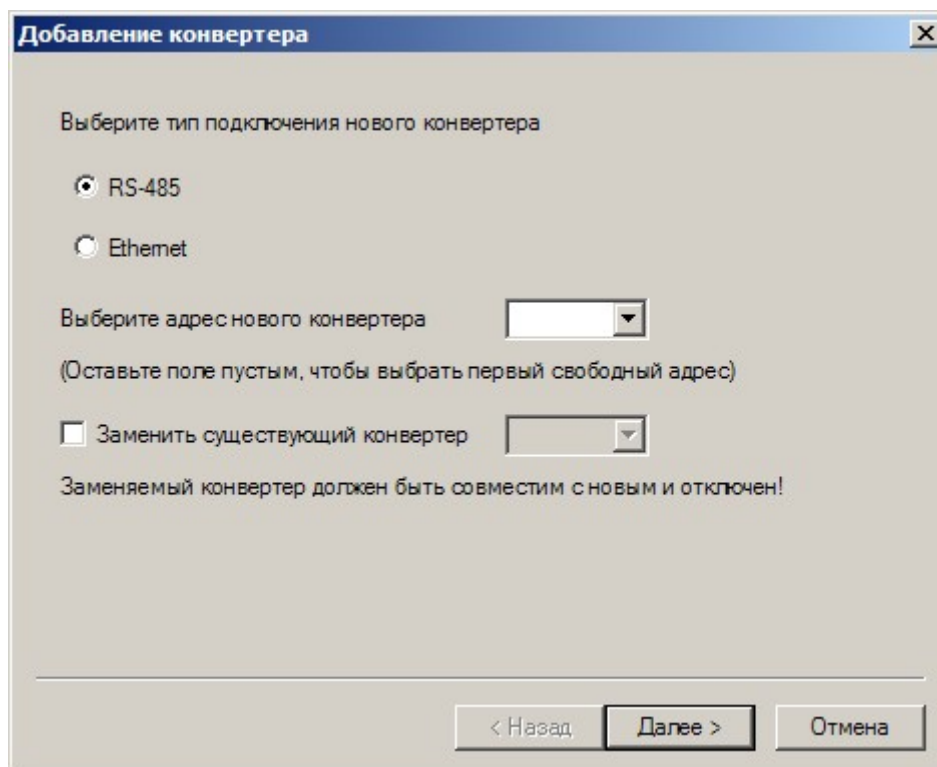 Добавление конвертера
Выберите тип подключения нового конвертера
RS-485
Ethernet
Выберите адрес нового конвертера
(Оставьте поле пустым, чтобы выбрать первый свободный адрес)
Заменить существующий конвертер
Заменяемый конвертер должен быть совместим с новым и отключен!
< Назад
Далее >
Отмена